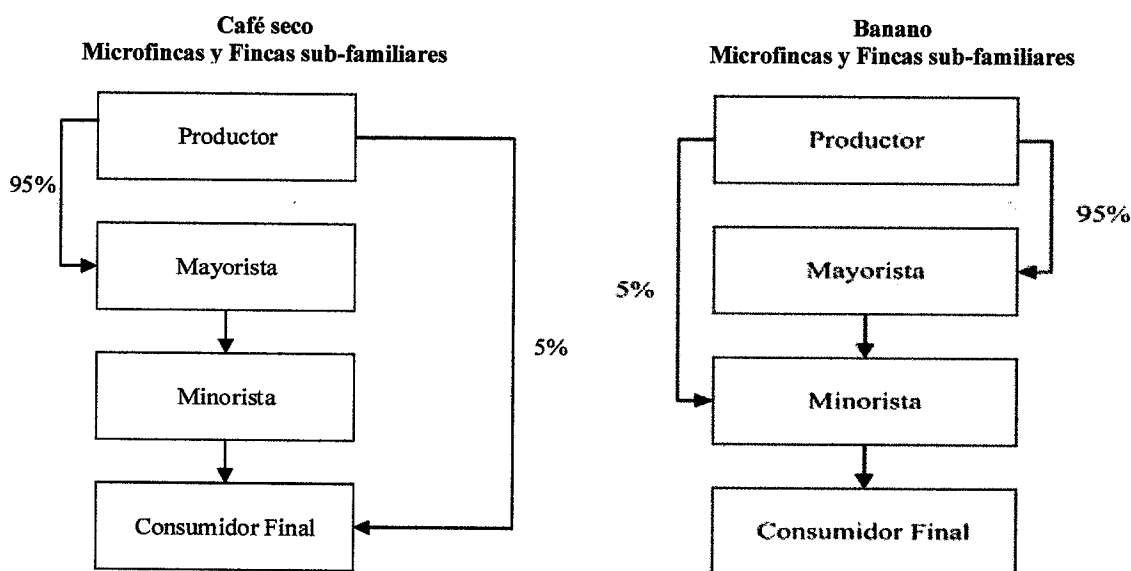 Café seco
Microfincas y Fincas sub-familiares
Productor
95%
Mayorista
Minorista
5%
Consumidor Final
Banano
Microfincas y Fincas sub-familiares
Productor
95%
Mayorista
5%
Minorista
Consumidor Final